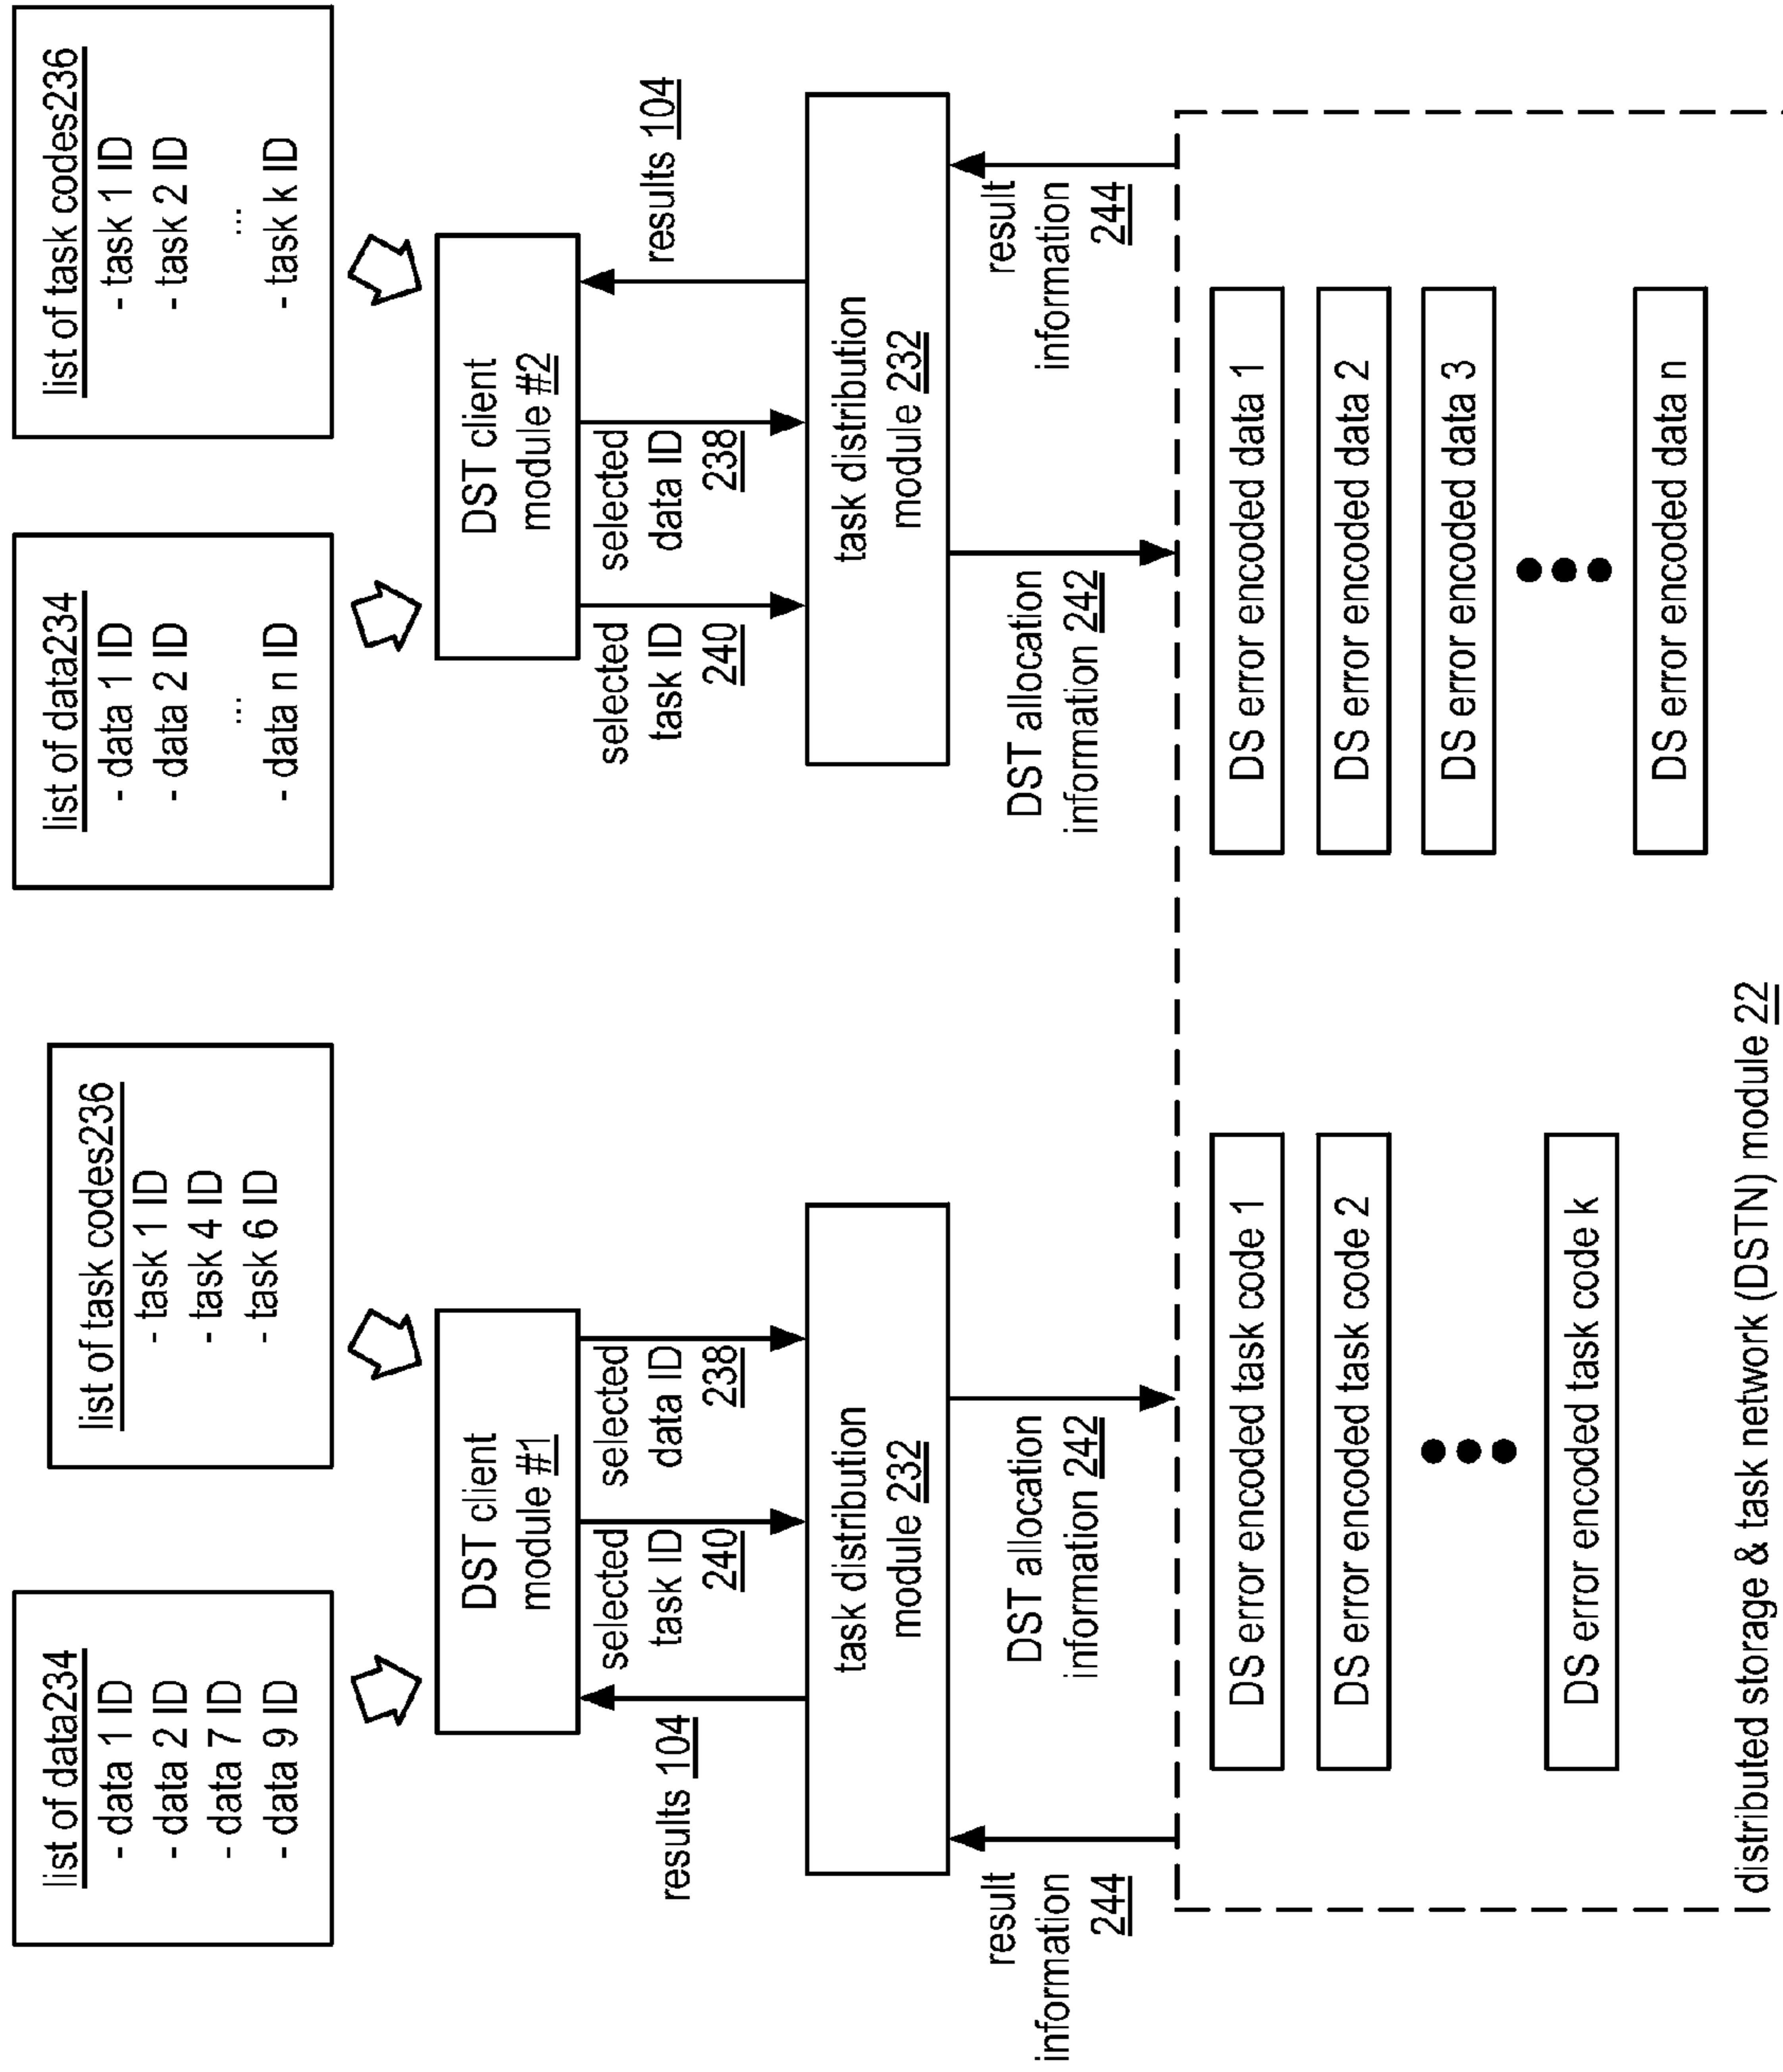 list of data234
- data 1 ID
- data 2 ID
- data 7 ID
- data 9 ID
list of task codes236
- task 1 ID
- task 4 ID
- task 6 ID
list of data234
- data 1 ID
- data 2 ID
...
- data n ID
list of task codes236
- task 1 ID
- task 2 ID
...
- task k ID
DST client
module #1
DST client
module #2
results 104
selected
task ID
240
selected
data ID
238
selected
task ID
240
selected
data ID
238
results 104
task distribution
module 232
task distribution
module 232
result
information
244
DST allocation
information 242
DST allocation
information 242
result
information
244
DS error encoded task code 1
DS error encoded task code 2
DS error encoded task code k
DS error encoded data 1
DS error encoded data 2
DS error encoded data 3
DS error encoded data n
distributed storage & task network (DSTN) module 22